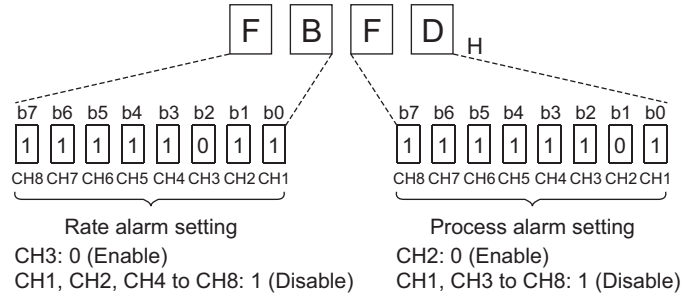 F B F D H
b7 b6 b5 b4 b3 b2 b1 b0
1 1 1 1 1 0 1 1
CH8 CH7 CH6 CH5 CH4 CH3 CH2 CH1
Rate alarm setting
CH3: 0 (Enable)
CH1, CH2, CH4 to CH8: 1 (Disable)
b7 b6 b5 b4 b3 b2 b1 b0
1 1 1 1 1 1 0 1
CH8 CH7 CH6 CH5 CH4 CH3 CH2 CH1
Process alarm setting
CH2: 0 (Enable)
CH1, CH3 to CH8: 1 (Disable)